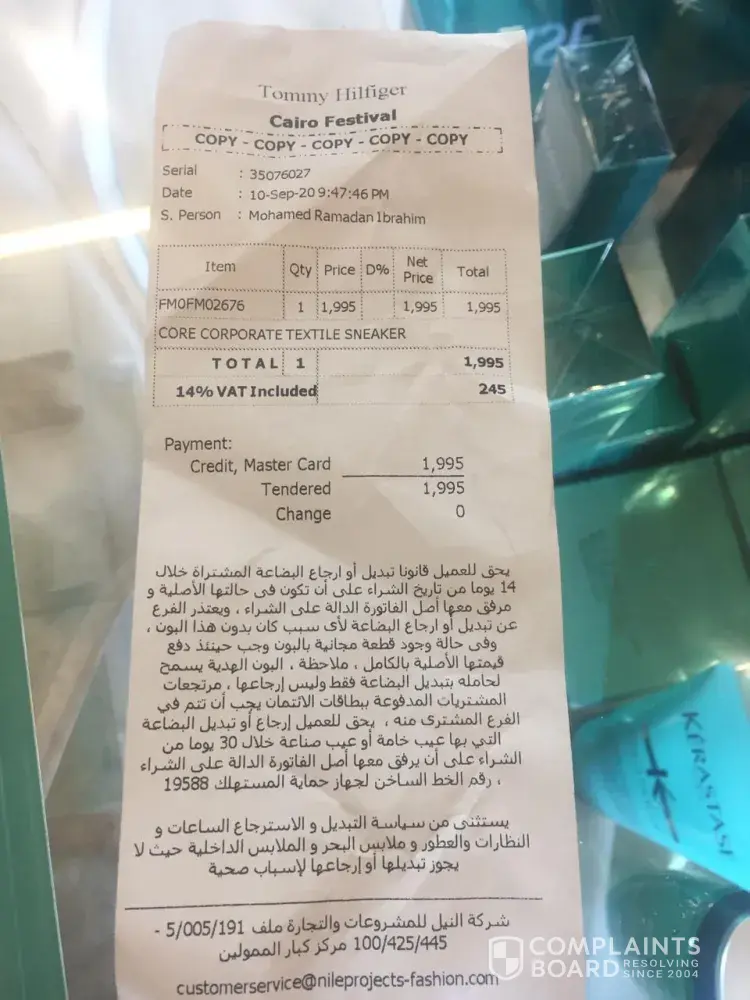 Tommy Hilfiger
Cairo Festival
COPY - COPY - COPY - COPY - COPY
Serial : 35076027
Date : 10-Sep-20 9:47:46 PM
S. Person : Mohamed Ramadan Ibrahim
Item Qty Price D% Net Price Total
FM0FM02676 1 1,995 1,995 1,995
CORE CORPORATE TEXTILE SNEAKER
TOTAL 1 1,995
14% VAT Included 245
Payment:
Credit, Master Card 1,995
Tendered 1,995
Change 0
يحق للعميل قانونا تبديل أو ارجاع البضاعة المشتراة خلال
14 يوما من تاريخ الشراء على أن تكون فى حالتها الأصلية و
مرفق معها أصل الفاتورة الدالة على الشراء ، ويعتذر الفرع
عن تبديل أو ارجاع البضاعة لأى سبب كان بدون هذا البون ،
وفى حالة وجود قطعة مجانية بالبون وجب حينئذ دفع
قيمتها الأصلية بالكامل ، ملاحظة ، البون الهدية يسمح
لحامله بتبديل البضاعة فقط وليس إرجاعها ، مرتجعات
المشتريات المدفوعة ببطاقات الائتمان يجب أن تتم في
الفرع المشترى منه ، يحق للعميل إرجاع أو تبديل البضاعة
التي بها عيب خامة أو عيب صناعة خلال 30 يوما من
الشراء على أن يرفق معها أصل الفاتورة الدالة على الشراء
، رقم الخط الساخن لجهاز حماية المستهلك 19588
يستثنى من سياسة التبديل و الاسترجاع الساعات و
النظارات والعطور و ملابس البحر و الملابس الداخلية حيث لا
يجوز تبديلها أو إرجاعها لإسباب صحية
شركة النيل للمشروعات والتجارة ملف 5/005/191 -
100/425/445 مركز كبار الممولين
customerservice@nileprojects-fashion.com
KERASTASE
COMPLAINTS
BOARD RESOLVING SINCE 2004